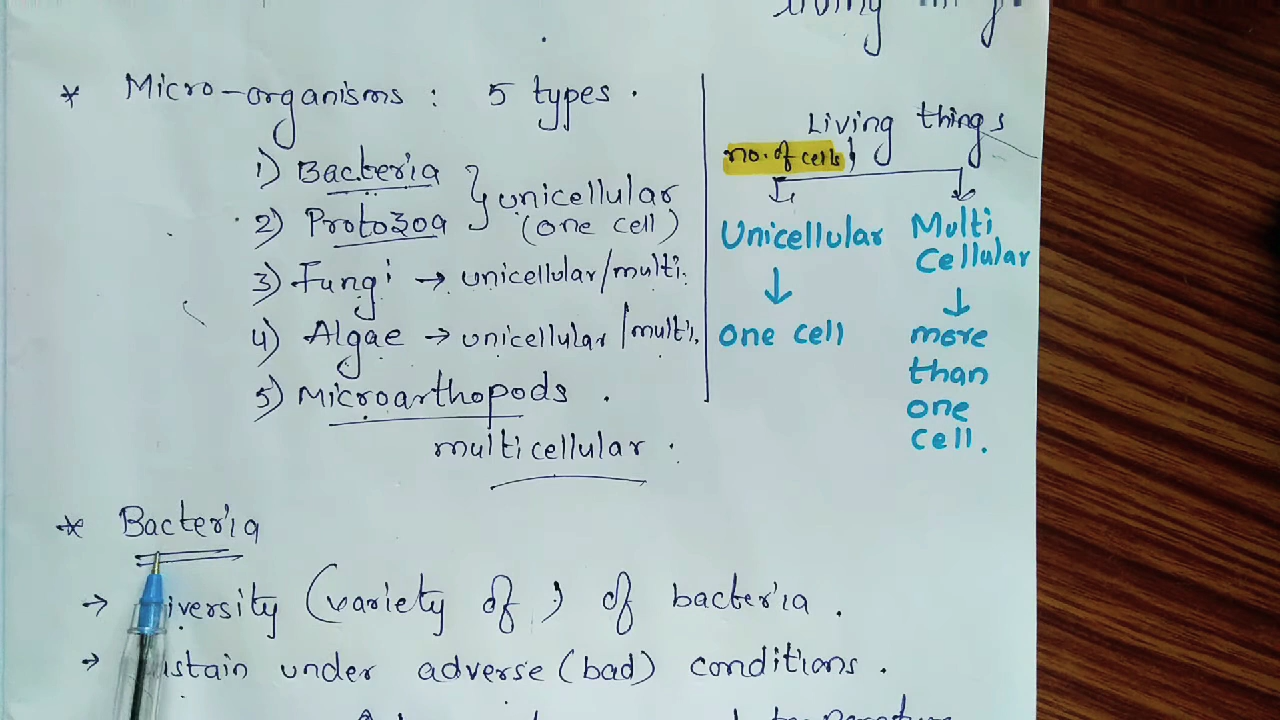 living
* Micro-organisms : 5 types .
1) Bacteria
2) Protozoa
} unicellular
(one cell)
3) Fungi → unicellular/multi.
4) Algae → unicellular/multi.
5) Microarthopods .
multicellular .
Living things
no. of cells
Unicellular
↓
one cell
Multi
Cellular
↓
more
than
one
cell.
* Bacteria
→ iversity (variety of ) of bacteria .
→ ustain under adverse (bad) conditions .